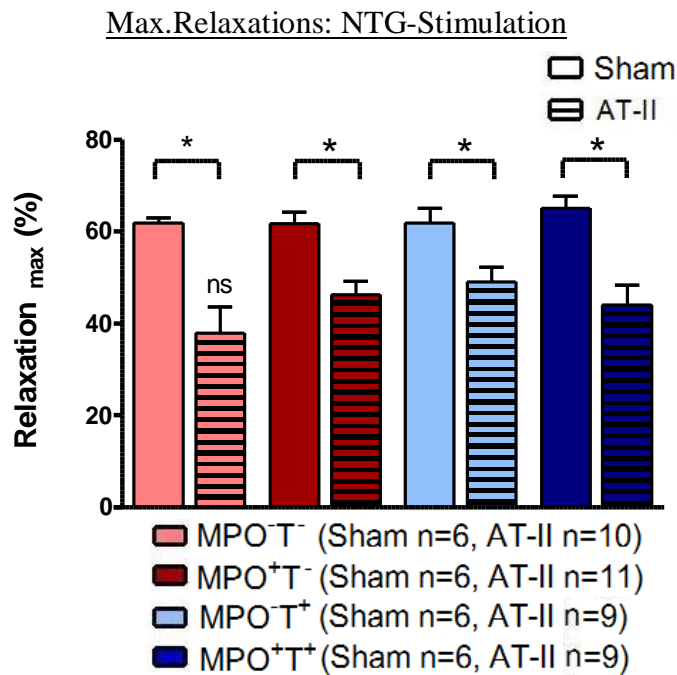 Max.Relaxations: NTG-Stimulation
Sham
AT-II
80
60
40
20
0
Relaxation max (%)
* * * *
ns
MPO⁻T⁻ (Sham n=6, AT-II n=10)
MPO⁺T⁻ (Sham n=6, AT-II n=11)
MPO⁻T⁺ (Sham n=6, AT-II n=9)
MPO⁺T⁺ (Sham n=6, AT-II n=9)